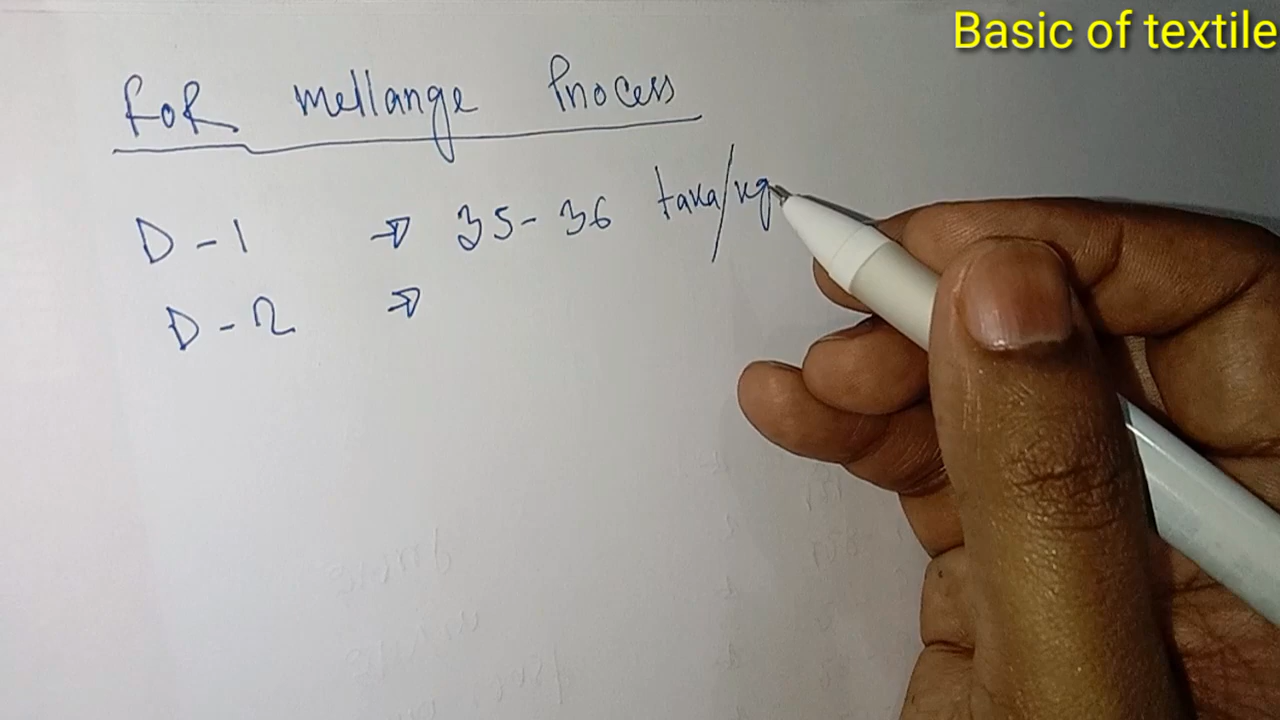 Basic of textile
FOR mellange Process
D-1 → 35-36 taka/kg
D-2 →